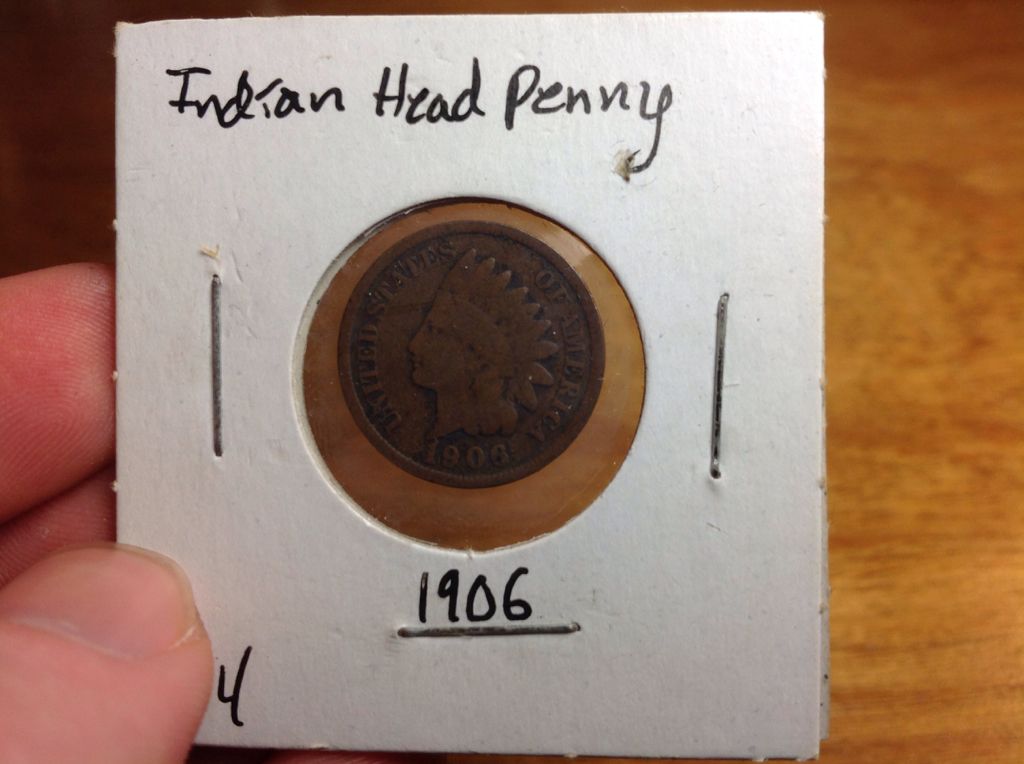 Indian Head Penny
UNITED STATES OF AMERICA
1906
1906
4